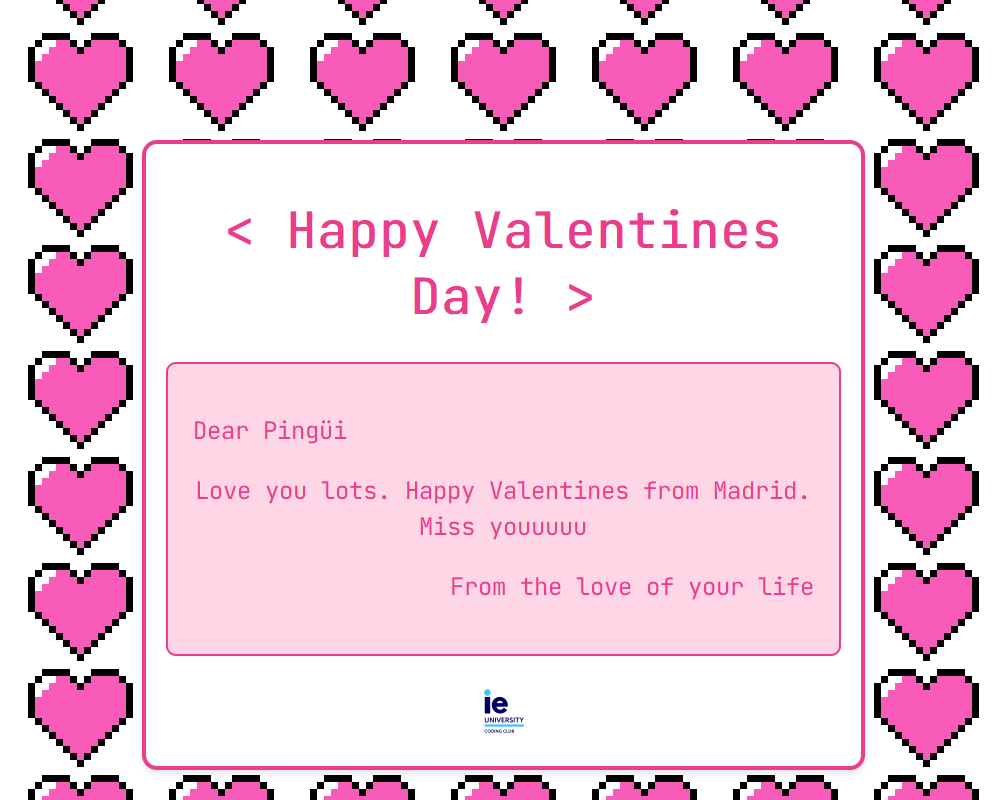 < Happy Valentines
Day! >
Dear Pingüi
Love you lots. Happy Valentines from Madrid.
Miss youuuuuu
From the love of your life
ie
UNIVERSITY
CODING CLUB